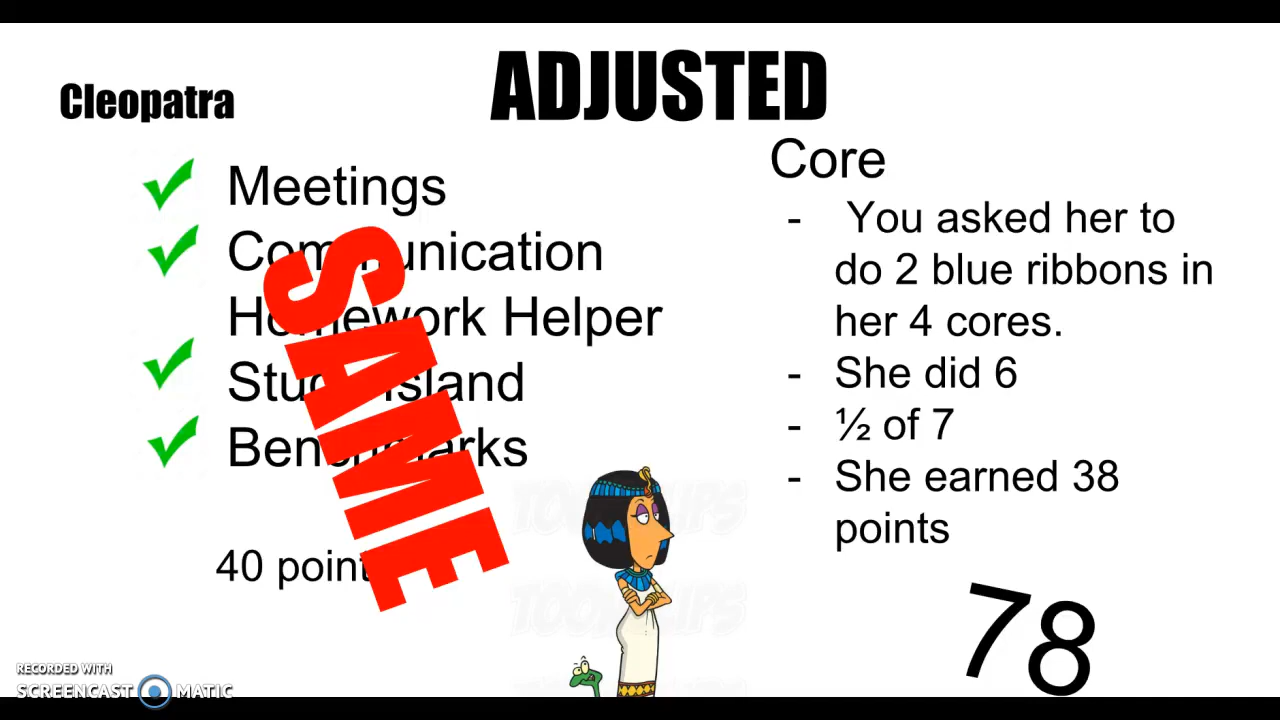 ADJUSTED
Cleopatra
Meetings
Communication
Homework Helper
Study Island
Benchmarks
40 points
SAME
Core
- You asked her to
do 2 blue ribbons in
her 4 cores.
- She did 6
- ½ of 7
- She earned 38
points
78
TOONCLIPS
TOONCLIPS
RECORDED WITH
SCREENCAST MATIC